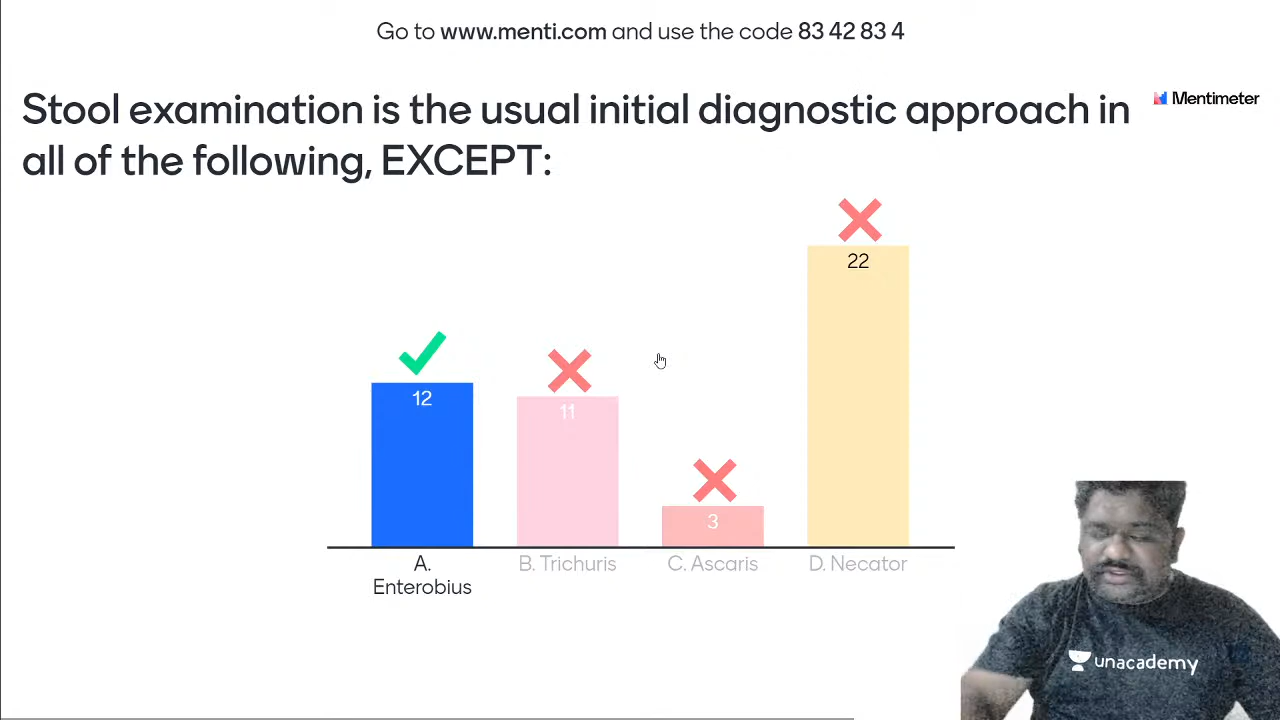 Go to www.menti.com and use the code 83 42 83 4
Stool examination is the usual initial diagnostic approach in
all of the following, EXCEPT:
Mentimeter
22
12
11
3
A.
Enterobius
B. Trichuris
C. Ascaris
D. Necator
unacademy